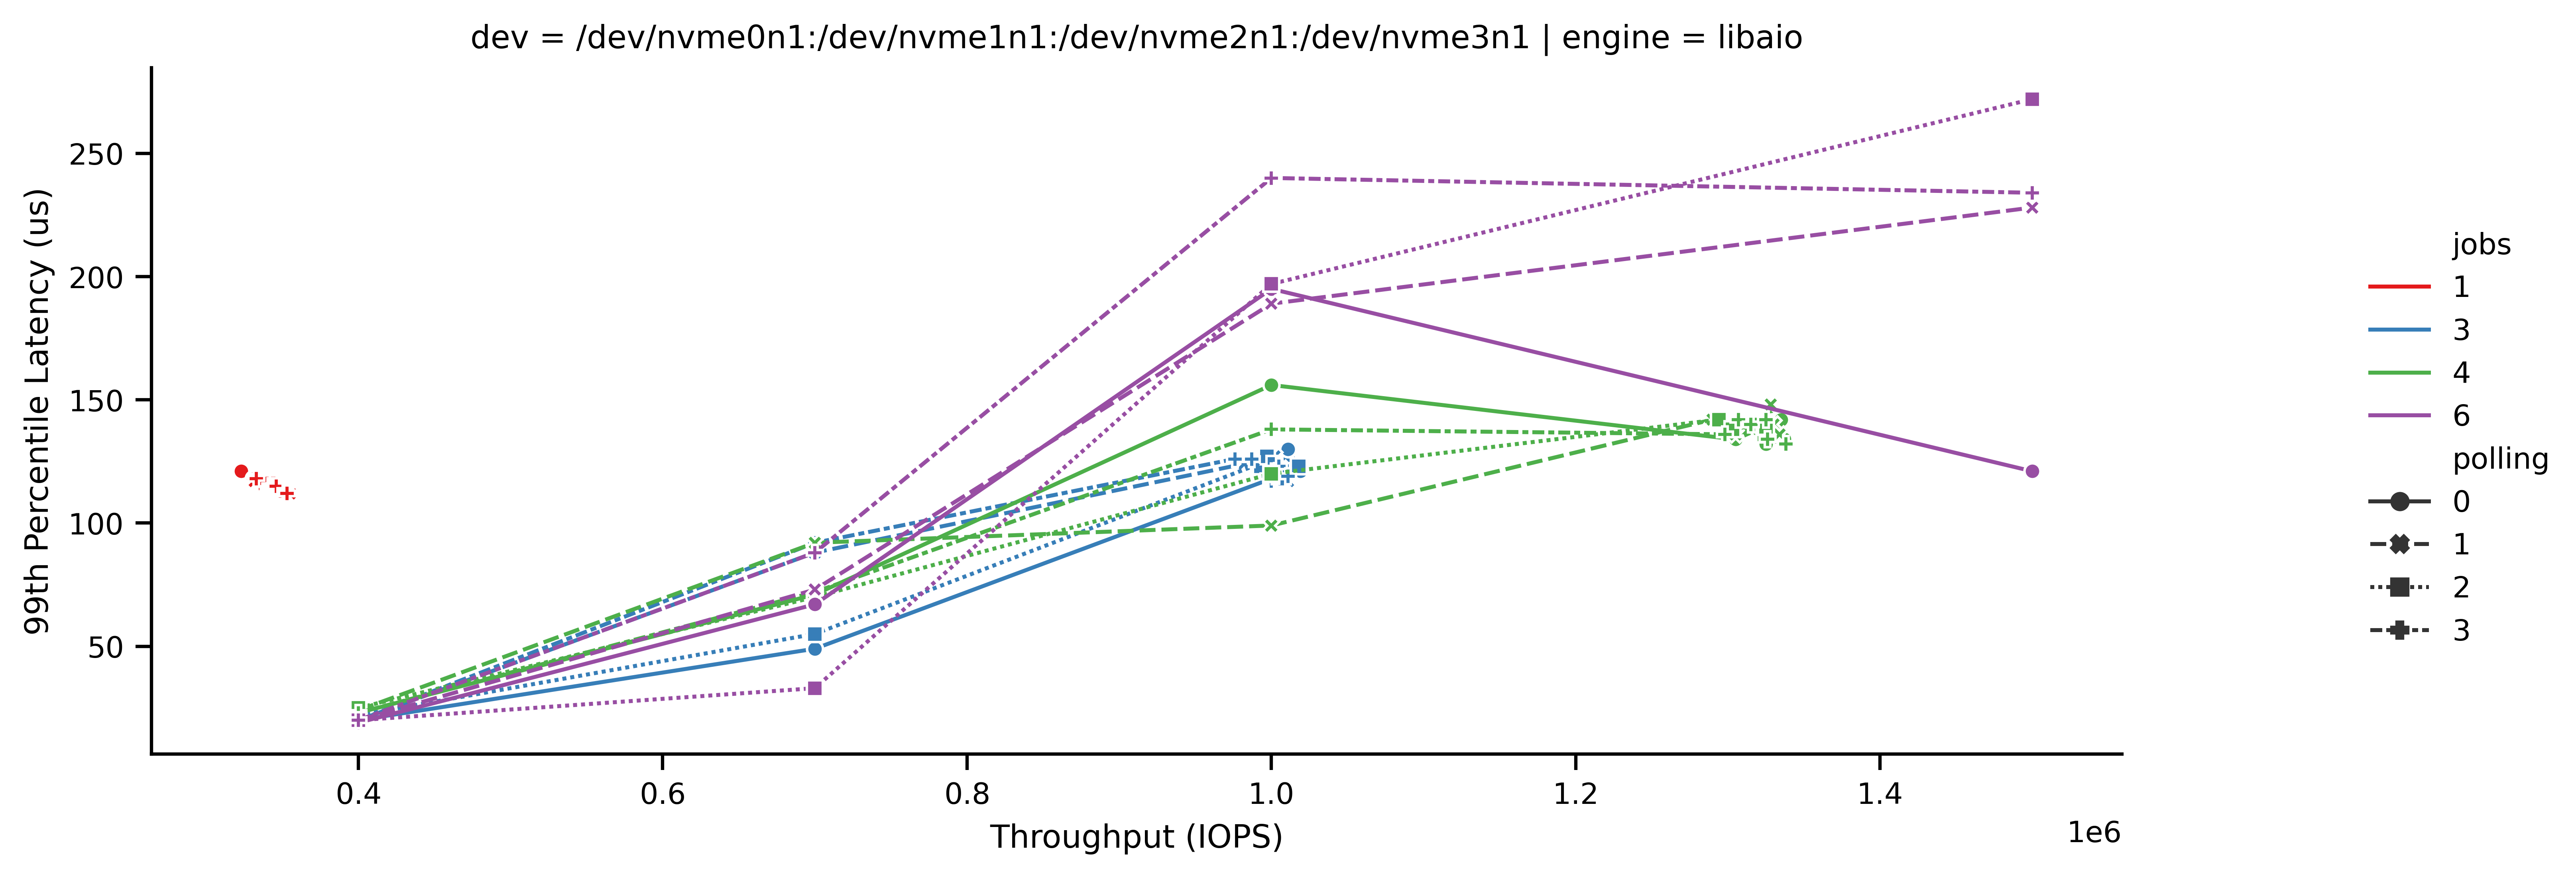 dev = /dev/nvme0n1:/dev/nvme1n1:/dev/nvme2n1:/dev/nvme3n1 | engine = libaio
99th Percentile Latency (us)
250
200
150
100
50
0.4 0.6 0.8 1.0 1.2 1.4
1e6
Throughput (IOPS)
jobs
1
3
4
6
polling
0
1
2
3